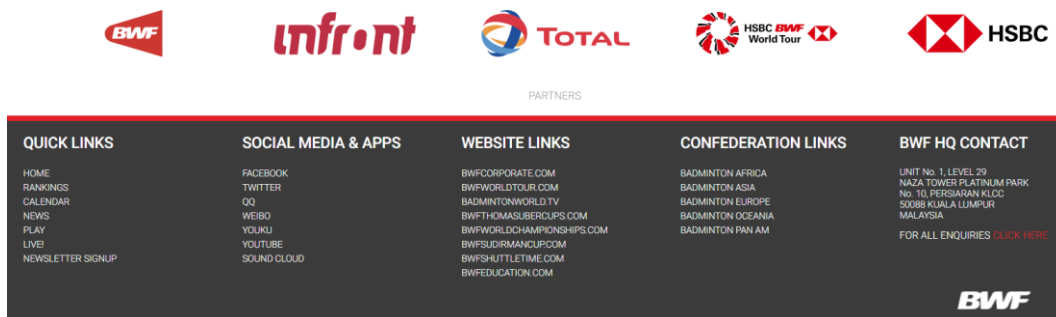 BWF
infront
TOTAL
HSBC BWF
World Tour
HSBC
PARTNERS
QUICK LINKS
HOME
RANKINGS
CALENDAR
NEWS
PLAY
LIVE!
NEWSLETTER SIGNUP
SOCIAL MEDIA & APPS
FACEBOOK
TWITTER
QQ
WEIBO
YOUKU
YOUTUBE
SOUND CLOUD
WEBSITE LINKS
BWFCORPORATE.COM
BWFWORLDTOUR.COM
BADMINTONWORLD.TV
BWFTHOMASUBERCUPS.COM
BWFWORLDCHAMPIONSHIPS.COM
BWFSUDIRMANCUP.COM
BWFSHUTTLETIME.COM
BWFEDUCATION.COM
CONFEDERATION LINKS
BADMINTON AFRICA
BADMINTON ASIA
BADMINTON EUROPE
BADMINTON OCEANIA
BADMINTON PAN AM
BWF HQ CONTACT
UNIT No. 1, LEVEL 29
NAZA TOWER PLATINUM PARK
No. 10, PERSIARAN KLCC
50088 KUALA LUMPUR
MALAYSIA
FOR ALL ENQUIRIES CLICK HERE
BWF